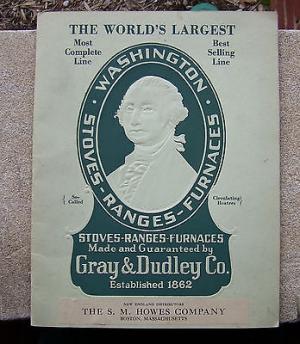 THE WORLD'S LARGEST
Most
Complete
Line
Best
Selling
Line
WASHINGTON
STOVES-RANGES-FURNACES
{ So-Called }
{ Circulating Heaters }
STOVES-RANGES-FURNACES
Made and Guaranteed by
Gray & Dudley Co.
Established 1862
NEW ENGLAND DISTRIBUTORS
THE S. M. HOWES COMPANY
BOSTON, MASSACHUSETTS